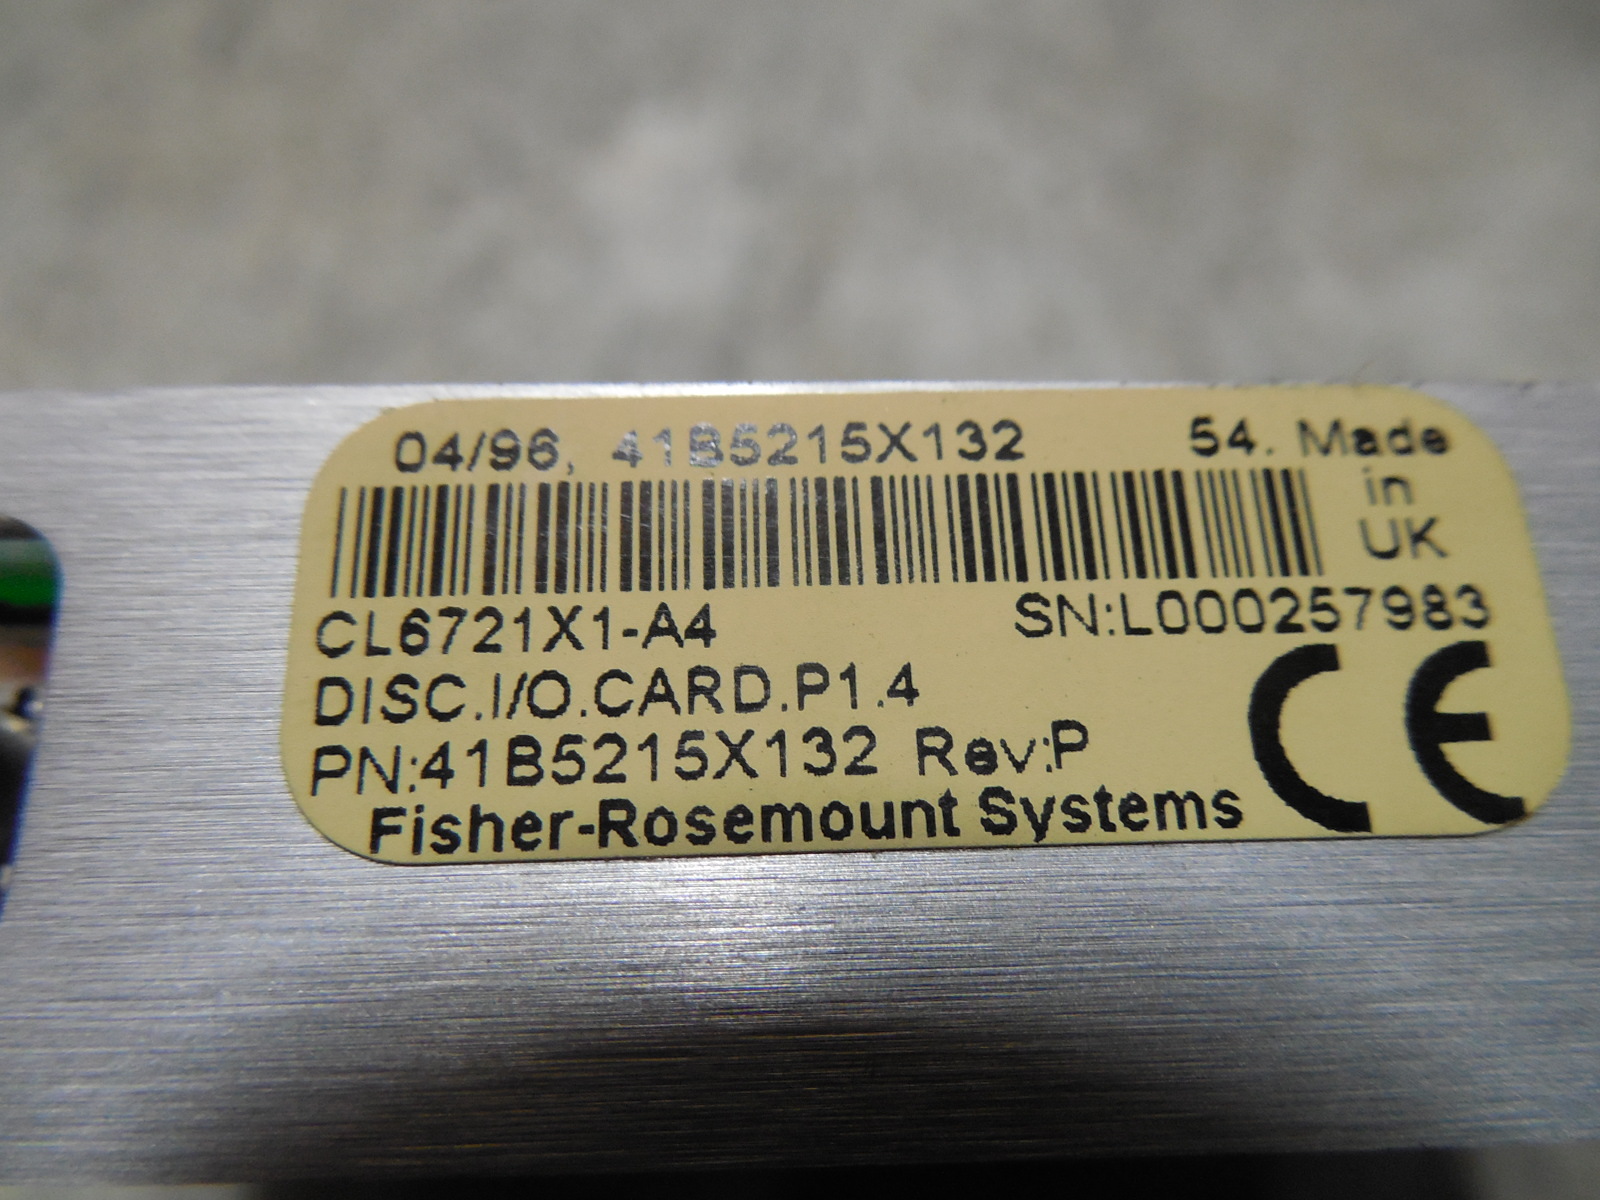 04/96, 41B5215X132 54. Made
in
UK
CL6721X1-A4 SN:L000257983
DISC.I/O.CARD.P1.4
PN:41B5215X132 Rev:P
Fisher-Rosemount Systems
CE